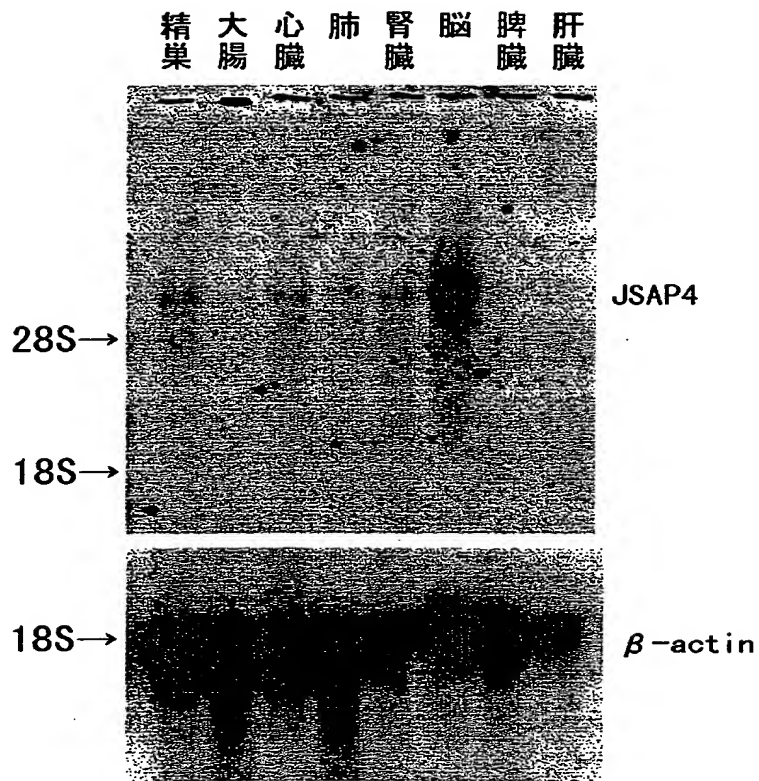 精巣 大腸 心臓 肺 腎臓 脳 脾臓 肝臓
JSAP4
28S→
18S→
18S→
β-actin